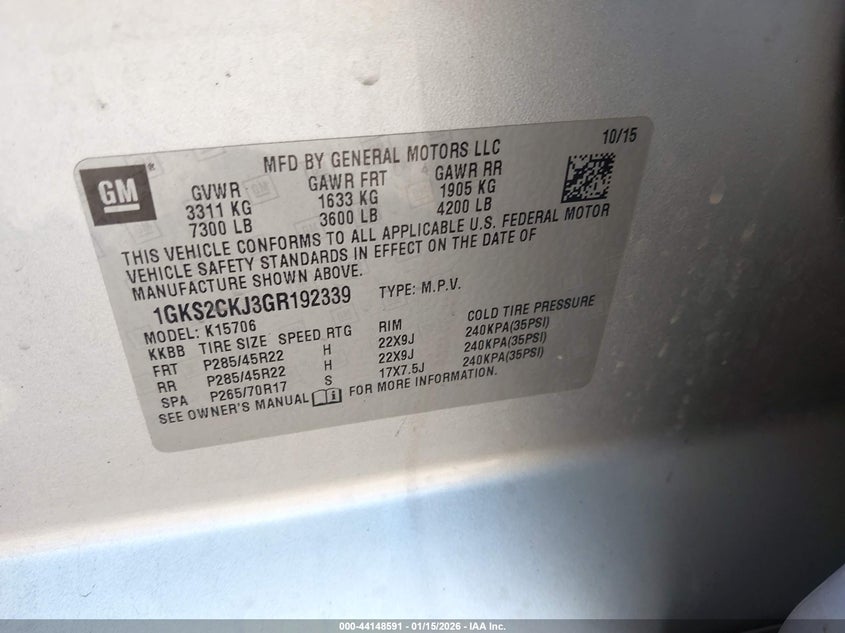 10/15
MFD BY GENERAL MOTORS LLC
GM®
GVWR GAWR FRT GAWR RR
3311 KG 1633 KG 1905 KG
7300 LB 3600 LB 4200 LB
THIS VEHICLE CONFORMS TO ALL APPLICABLE U.S. FEDERAL MOTOR
VEHICLE SAFETY STANDARDS IN EFFECT ON THE DATE OF
MANUFACTURE SHOWN ABOVE.
1GKS2CKJ3GR192339 TYPE: M.P.V.
MODEL: K15706
KKBB TIRE SIZE SPEED RTG RIM COLD TIRE PRESSURE
FRT P285/45R22 H 22X9J 240KPA(35PSI)
RR P285/45R22 H 22X9J 240KPA(35PSI)
SPA P265/70R17 S 17X7.5J 240KPA(35PSI)
SEE OWNER'S MANUAL FOR MORE INFORMATION.
000-44148591 - 01/15/2026 - IAA Inc.